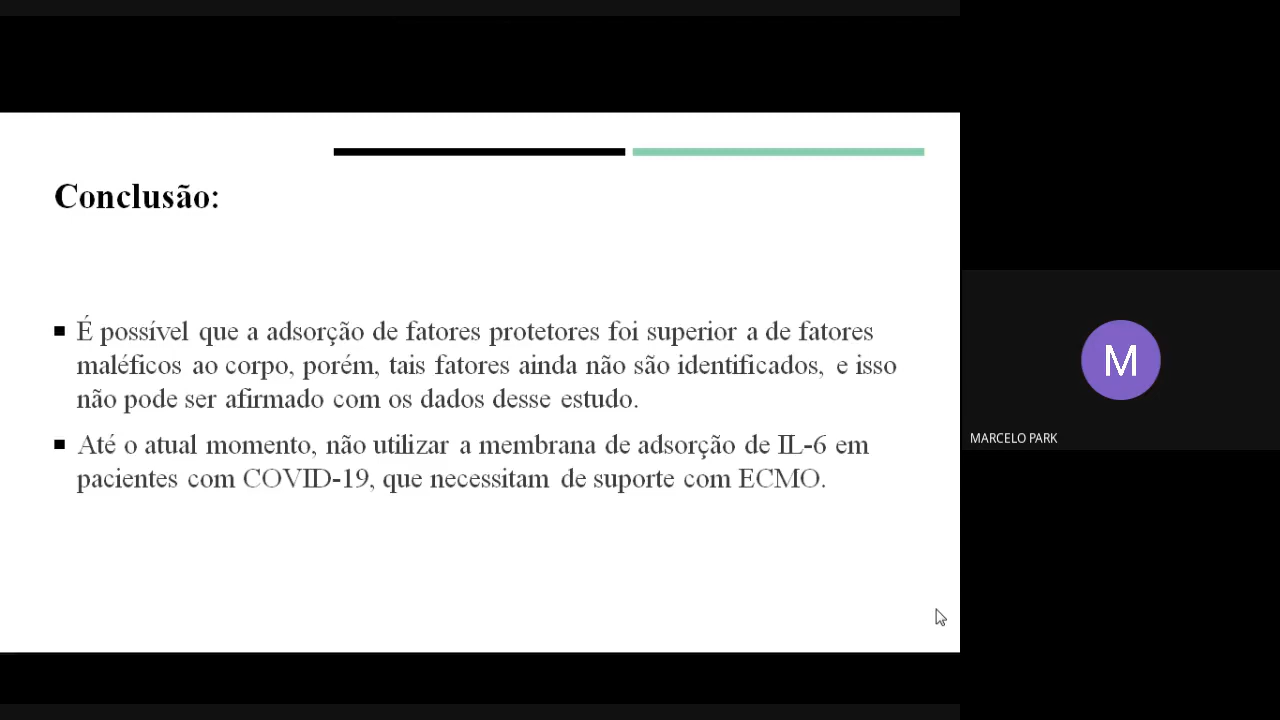 Conclusão:
É possível que a adsorção de fatores protetores foi superior a de fatores
maléficos ao corpo, porém, tais fatores ainda não são identificados, e isso
não pode ser afirmado com os dados desse estudo.
Até o atual momento, não utilizar a membrana de adsorção de IL-6 em
pacientes com COVID-19, que necessitam de suporte com ECMO.
M
MARCELO PARK